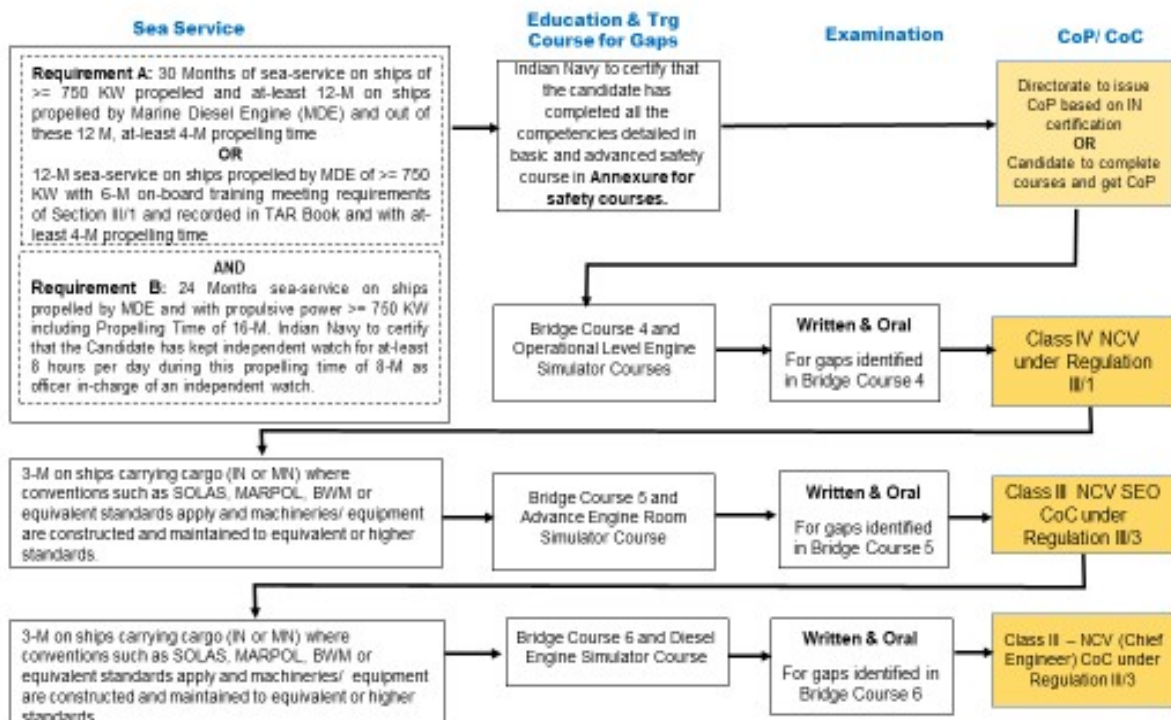 Sea Service
Education & Trg
Course for Gaps
Examination
CoP/ CoC
Requirement A: 30 Months of sea-service on ships of
>= 750 KW propelled and at-least 12-M on ships
propelled by Marine Diesel Engine (MDE) and out of
these 12 M, at-least 4-M propelling time
OR
12-M sea-service on ships propelled by MDE of >= 750
KW with 6-M on-board training meeting requirements
of Section III/1 and recorded in TAR Book and with at-
least 4-M propelling time
AND
Requirement B: 24 Months sea-service on ships
propelled by MDE and with propulsive power >= 750 KW
including Propelling Time of 16-M. Indian Navy to certify
that the Candidate has kept independent watch for at-least
8 hours per day during this propelling time of 8-M as
officer in-charge of an independent watch.
Indian Navy to certify that
the candidate has
completed all the
competencies detailed in
basic and advanced safety
course in Annexure for
safety courses.
Directorate to issue
CoP based on IN
certification
OR
Candidate to complete
courses and get CoP
Bridge Course 4 and
Operational Level Engine
Simulator Courses
Written & Oral
For gaps identified
in Bridge Course 4
Class IV NCV
under Regulation
III/1
3-M on ships carrying cargo (IN or MN) where
conventions such as SOLAS, MARPOL, BWM or
equivalent standards apply and machineries/ equipment
are constructed and maintained to equivalent or higher
standards.
Bridge Course 5 and
Advance Engine Room
Simulator Course
Written & Oral
For gaps identified
in Bridge Course 5
Class III NCV SEO
CoC under
Regulation III/3
3-M on ships carrying cargo (IN or MN) where
conventions such as SOLAS, MARPOL, BWM or
equivalent standards apply and machineries/ equipment
are constructed and maintained to equivalent or higher
standards
Bridge Course 6 and Diesel
Engine Simulator Course
Written & Oral
For gaps identified in
Bridge Course 6
Class III – NCV (Chief
Engineer) CoC under
Regulation III/3